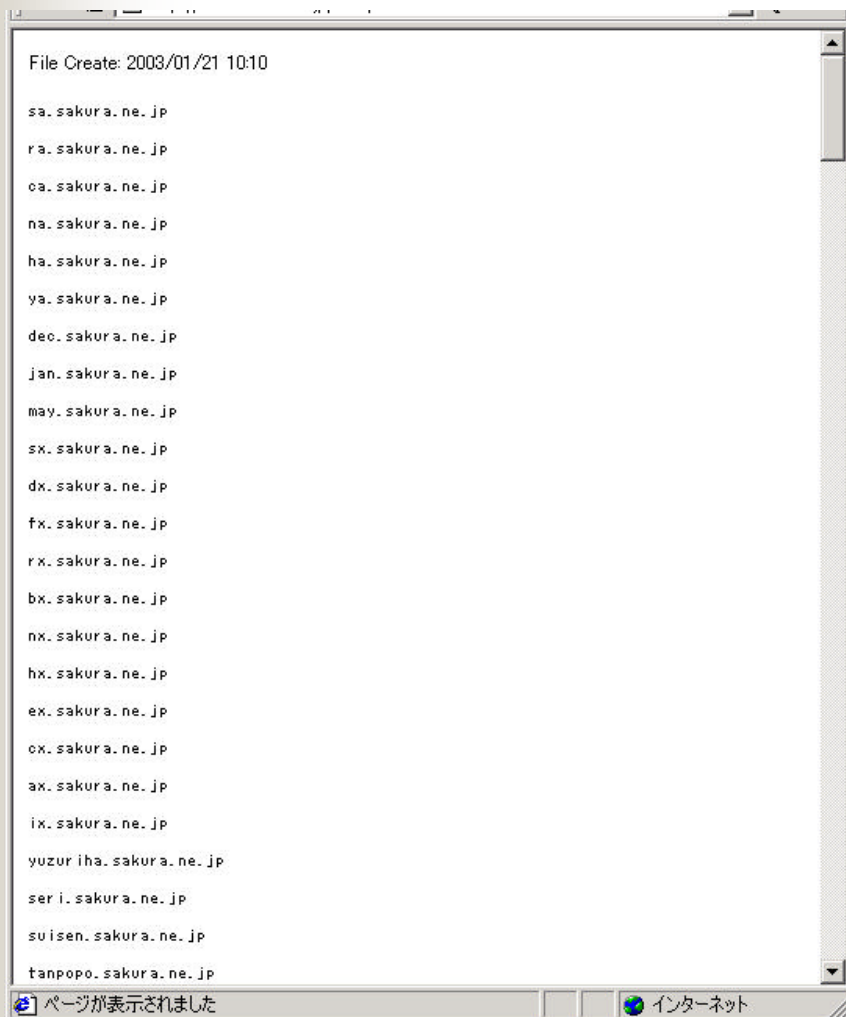 File Create: 2003/01/21 10:10
sa.sakura.ne.jp
ra.sakura.ne.jp
ca.sakura.ne.jp
na.sakura.ne.jp
ha.sakura.ne.jp
ya.sakura.ne.jp
dec.sakura.ne.jp
jan.sakura.ne.jp
may.sakura.ne.jp
sx.sakura.ne.jp
dx.sakura.ne.jp
fx.sakura.ne.jp
rx.sakura.ne.jp
bx.sakura.ne.jp
nx.sakura.ne.jp
hx.sakura.ne.jp
ex.sakura.ne.jp
cx.sakura.ne.jp
ax.sakura.ne.jp
ix.sakura.ne.jp
yuzuriha.sakura.ne.jp
seri.sakura.ne.jp
suisen.sakura.ne.jp
tanpopo.sakura.ne.jp
ページが表示されました
インターネット